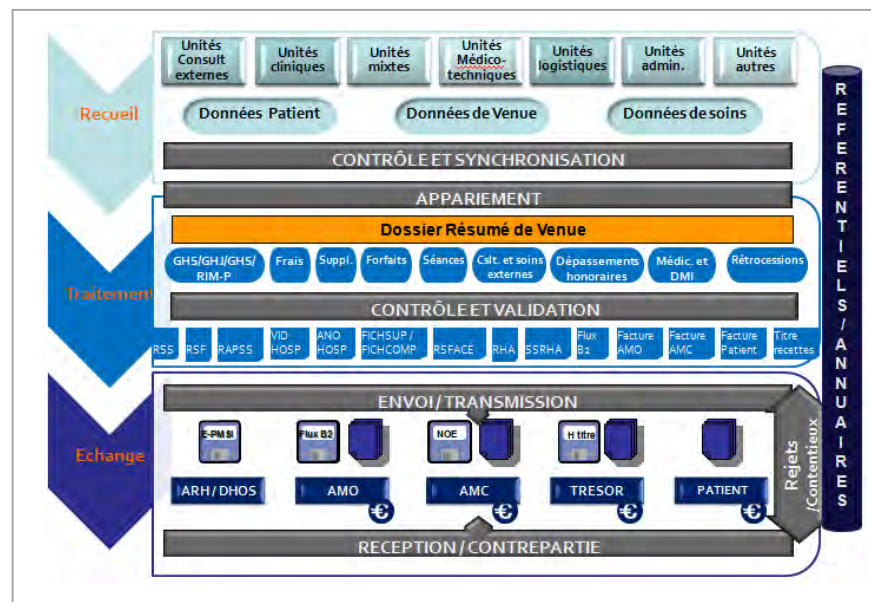 Unités
Consult
externes
Unités
cliniques
Unités
mixtes
Unités
Médico-
techniques
Unités
logistiques
Unités
admin.
Unités
autres
Recueil
Données Patient
Données de Venue
Données de soins
CONTRÔLE ET SYNCHRONISATION
APPARIEMENT
Dossier Résumé de Venue
GHS/GHJ/GHS/
RIM-P
Frais
Suppl.
Forfaits
Séances
Cslt. et soins
externes
Dépassements
honoraires
Médic. et
DMI
Rétrocessions
Traitement
CONTRÔLE ET VALIDATION
RSS
RSF
RAPSS
VID
HOSP
ANO
HOSP
FICHSUP /
FICHCOMP
RSFACE
RHA
SSRHA
Flux
B2
Facture
AMO
Facture
AMC
Facture
Patient
Titre
recettes
ENVOI / TRANSMISSION
Echange
E-PMSI
Flux B2
NOE
H titre
ARH / DHOS
AMO
€
AMC
€
TRESOR
PATIENT
€
RECEPTION / CONTREPARTIE
Rejets
/Contentieux
REFERENTIELS/ANNUAIRES